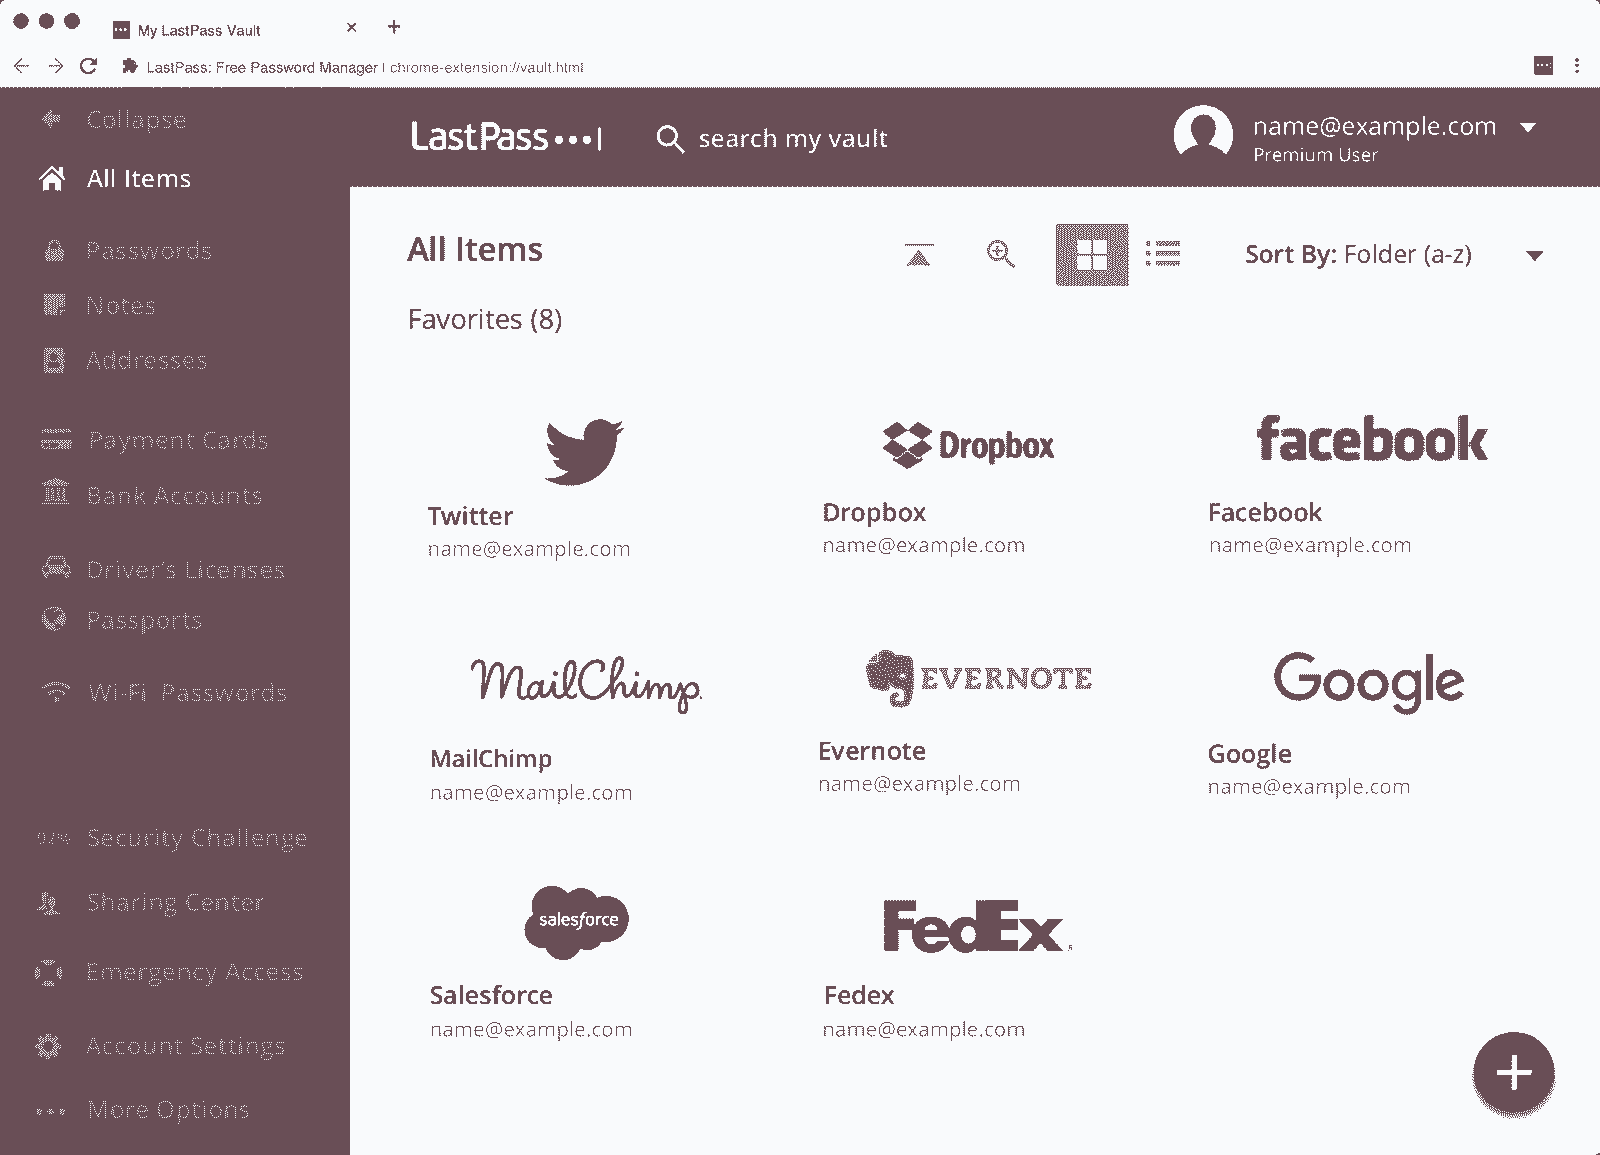 My LastPass Vault
LastPass: Free Password Manager | chrome-extension://vault.html
Collapse
All Items
Passwords
Notes
Addresses
Payment Cards
Bank Accounts
Driver's Licenses
Passports
Wi-Fi Passwords
Security Challenge
Sharing Center
Emergency Access
Account Settings
More Options
LastPass
search my vault
name@example.com
Premium User
All Items
Sort By: Folder (a-z)
Favorites (8)
Dropbox
facebook
Twitter
name@example.com
Dropbox
name@example.com
Facebook
name@example.com
MailChimp
EVERNOTE
Google
MailChimp
name@example.com
Evernote
name@example.com
Google
name@example.com
salesforce
FedEx
Salesforce
name@example.com
Fedex
name@example.com